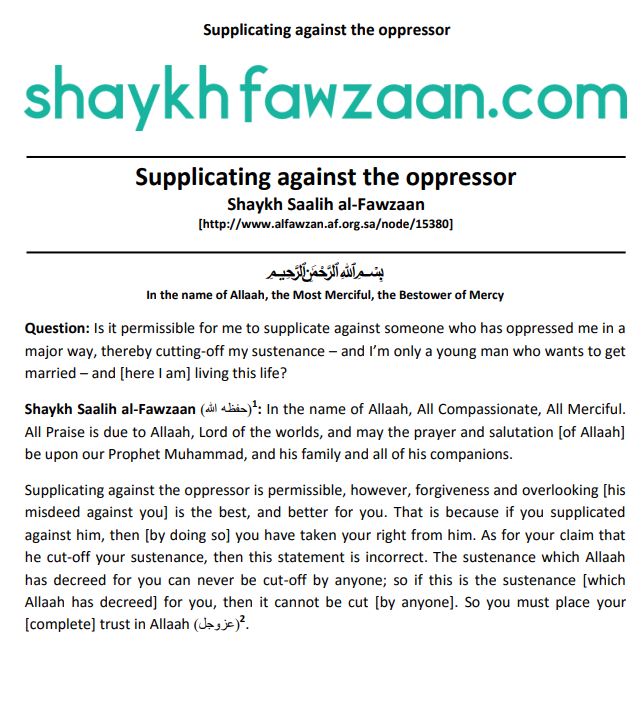 Supplicating against the oppressor
shaykhfawzaan.com
Supplicating against the oppressor
Shaykh Saalih al-Fawzaan
[http://www.alfawzan.af.org.sa/node/15380]
بِسْمِ ٱللَّهِ ٱلرَّحْمَٰنِ ٱلرَّحِيمِ
In the name of Allaah, the Most Merciful, the Bestower of Mercy
Question: Is it permissible for me to supplicate against someone who has oppressed me in a
major way, thereby cutting-off my sustenance – and I’m only a young man who wants to get
married – and [here I am] living this life?
Shaykh Saalih al-Fawzaan (حفظه الله)1: In the name of Allaah, All Compassionate, All Merciful.
All Praise is due to Allaah, Lord of the worlds, and may the prayer and salutation [of Allaah]
be upon our Prophet Muhammad, and his family and all of his companions.
Supplicating against the oppressor is permissible, however, forgiveness and overlooking [his
misdeed against you] is the best, and better for you. That is because if you supplicated
against him, then [by doing so] you have taken your right from him. As for your claim that
he cut-off your sustenance, then this statement is incorrect. The sustenance which Allaah
has decreed for you can never be cut-off by anyone; so if this is the sustenance [which
Allaah has decreed] for you, then it cannot be cut [by anyone]. So you must place your
[complete] trust in Allaah (عزوجل)2.